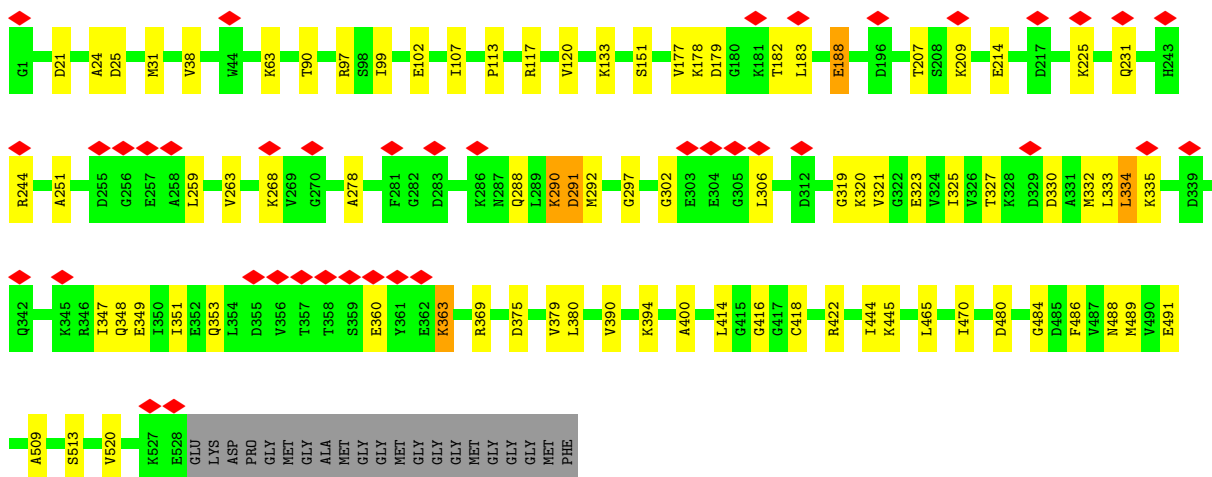 G1 D21 A24 D25 M31 V38 W44 K63 T90 R97 S98 I99 E102 I107 P113 R117 V120 K133 S151 V177 K178 D179 G180 K181 T182 L183 E188 D196 T207 S208 K209 E214 D217 K225 Q231 H243
R244 A251 D255 G256 E257 A258 L259 V263 K268 V269 G270 A278 F281 G282 D283 K286 N287 Q288 L289 K290 D291 M292 G297 G302 E303 E304 G305 L306 D312 G319 K320 V321 G322 E323 V324 I325 V326 T327 K328 D329 D330 A331 M332 L333 L334 K335 D339
Q342 K345 R346 I347 Q348 E349 I350 I351 E352 Q353 L354 D355 V356 T357 T358 S359 E360 Y361 E362 K363 R369 D375 V379 L380 V390 K394 A400 L414 G415 G416 G417 C418 R422 I444 K445 L465 I470 D480 G484 D485 F486 V487 N488 M489 V490 E491
A509 S513 V520 K527 E528 GLU LYS ASP PRO GLY MET GLY ALA MET GLY GLY MET GLY GLY GLY MET GLY GLY GLY MET PHE